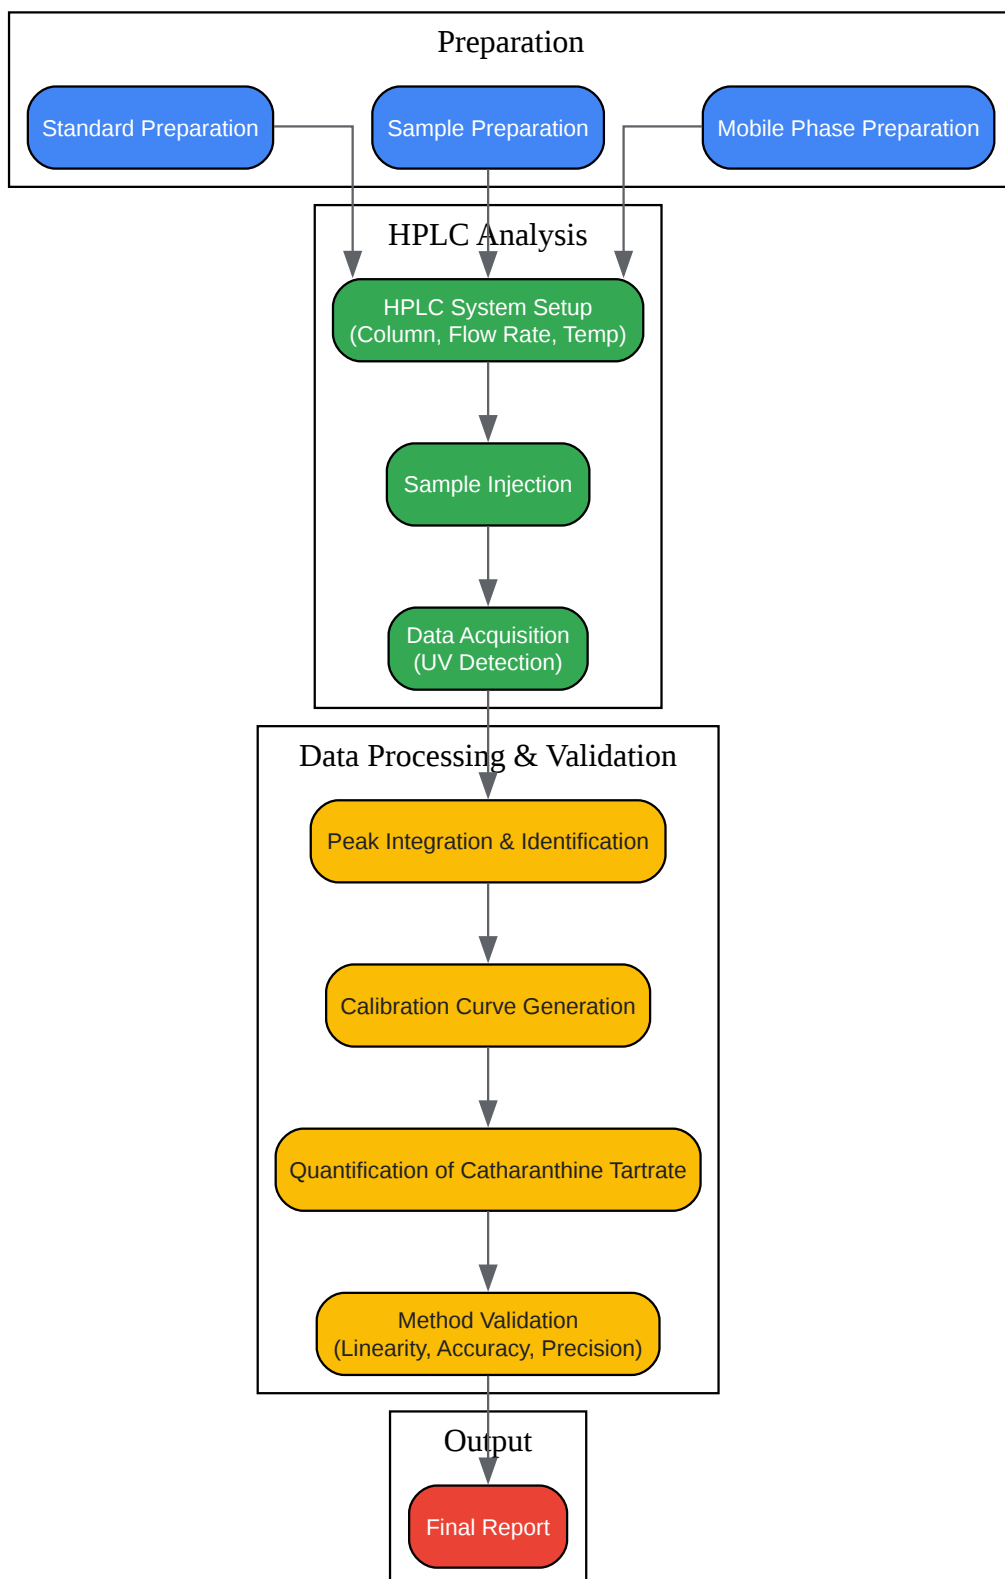 Preparation
Standard Preparation
Sample Preparation
Mobile Phase Preparation
HPLC Analysis
HPLC System Setup
(Column, Flow Rate, Temp)
Sample Injection
Data Acquisition
(UV Detection)
Data Processing & Validation
Peak Integration & Identification
Calibration Curve Generation
Quantification of Catharanthine Tartrate
Method Validation
(Linearity, Accuracy, Precision)
Output
Final Report